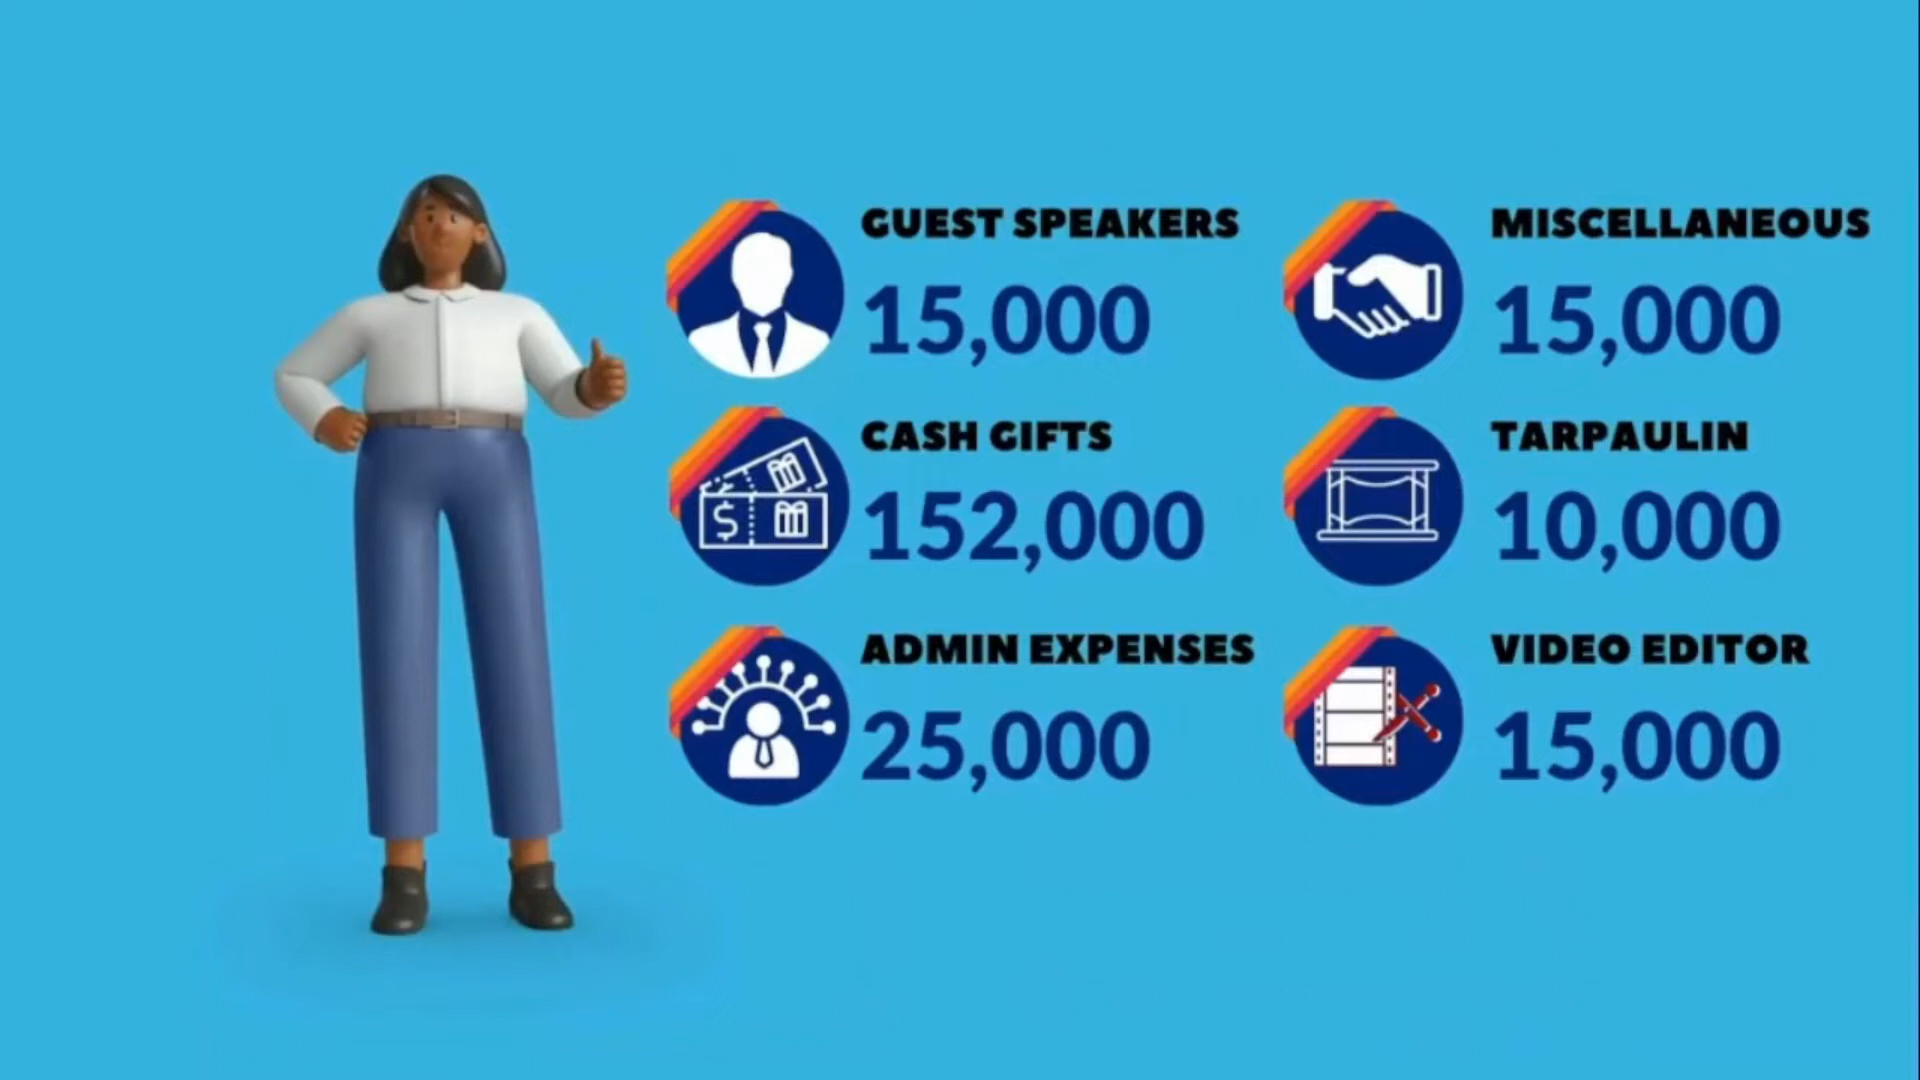 GUEST SPEAKERS
15,000
MISCELLANEOUS
15,000
CASH GIFTS
$
152,000
TARPAULIN
10,000
ADMIN EXPENSES
25,000
VIDEO EDITOR
15,000